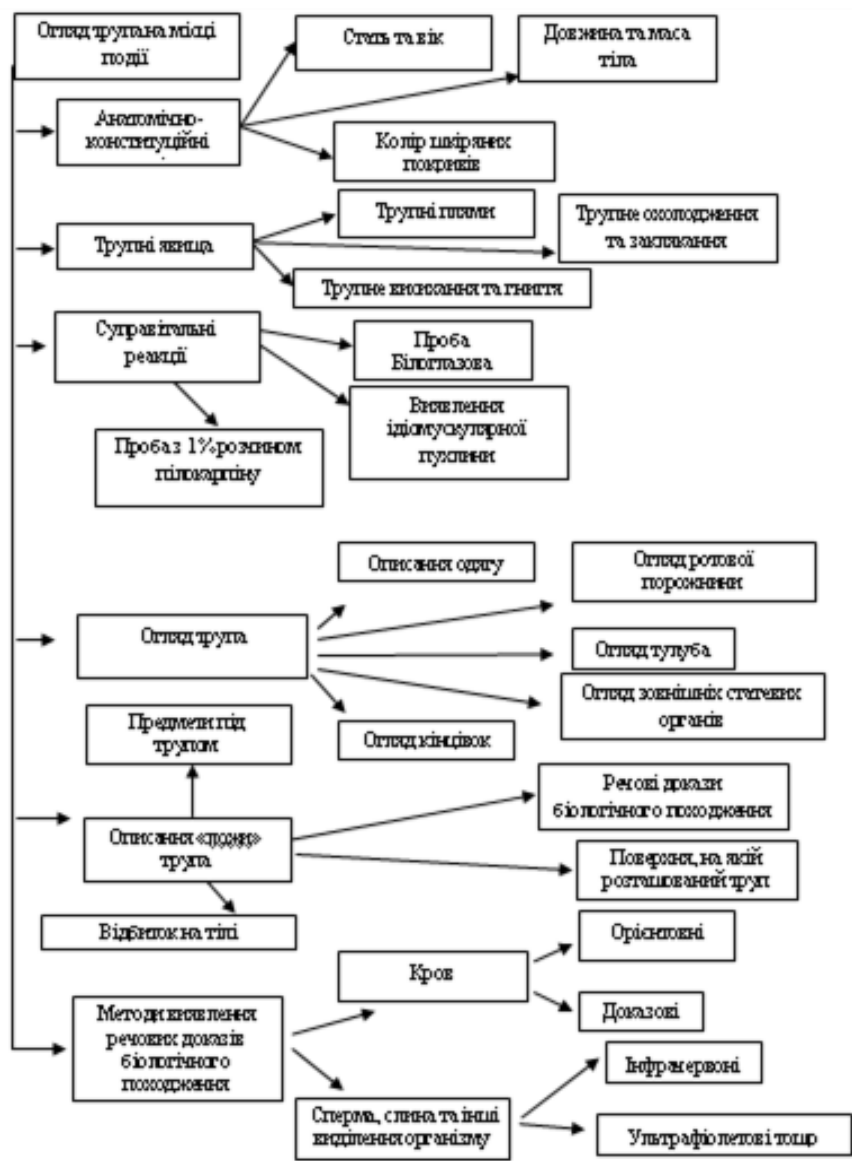 Огляд трупа на місці
події
Стать та вік
Довжина та маса
тіла
Анатомічно-
конституційні
Колір шкіряних
покривів
Трупні явища
Трупні плями
Трупне охолодження
та заклякання
Трупне висихання та гниття
Суправітальні
реакції
Проба
Білоглазова
Виявлення
ідіомускулярної
пухлини
Проба з 1% розчином
пілокарпіну
Огляд трупа
Описання одягу
Огляд ротової
порожнини
Огляд тулуба
Огляд зовнішніх статевих
органів
Огляд кінцівок
Предмети під
трупом
Описання «ложи»
трупа
Речові докази
біологічного походження
Поверхня, на якій
розташований труп
Відбиток на тілі
Методи виявлення
речових доказів
біологічного
походження
Кров
Орієнтовні
Доказові
Сперма, слина та інші
виділення організму
Інфрачервоні
Ультрафіолетові тощо